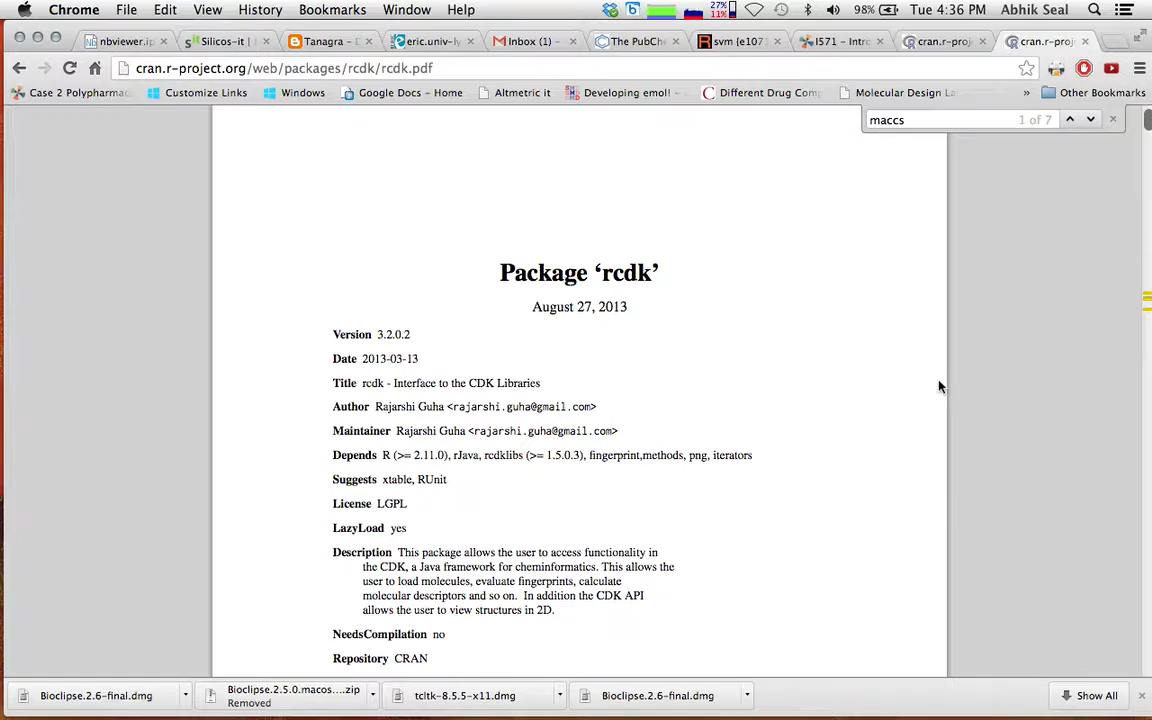 Chrome File Edit View History Bookmarks Window Help 27% 11% 98% Tue 4:36 PM Abhik Seal
nbviewer.ip Silicos-it | Tanagra - D eric.univ-ly Inbox (1) - The PubChe svm {e107 I571 - Intro cran.r-proj cran.r-proj
cran.r-project.org/web/packages/rcdk/rcdk.pdf
Case 2 Polypharmac Customize Links Windows Google Docs - Home Altmetric it Developing emol! - Different Drug Comp Molecular Design La » Other Bookmarks
maccs 1 of 7
Package ‘rcdk’
August 27, 2013
Version 3.2.0.2
Date 2013-03-13
Title rcdk - Interface to the CDK Libraries
Author Rajarshi Guha <rajarshi.guha@gmail.com>
Maintainer Rajarshi Guha <rajarshi.guha@gmail.com>
Depends R (>= 2.11.0), rJava, rcdklibs (>= 1.5.0.3), fingerprint,methods, png, iterators
Suggests xtable, RUnit
License LGPL
LazyLoad yes
Description This package allows the user to access functionality in
the CDK, a Java framework for cheminformatics. This allows the
user to load molecules, evaluate fingerprints, calculate
molecular descriptors and so on. In addition the CDK API
allows the user to view structures in 2D.
NeedsCompilation no
Repository CRAN
Bioclipse.2.6-final.dmg Bioclipse.2.5.0.macos....zip tcltk-8.5.5-x11.dmg Bioclipse.2.6-final.dmg Show All
Removed